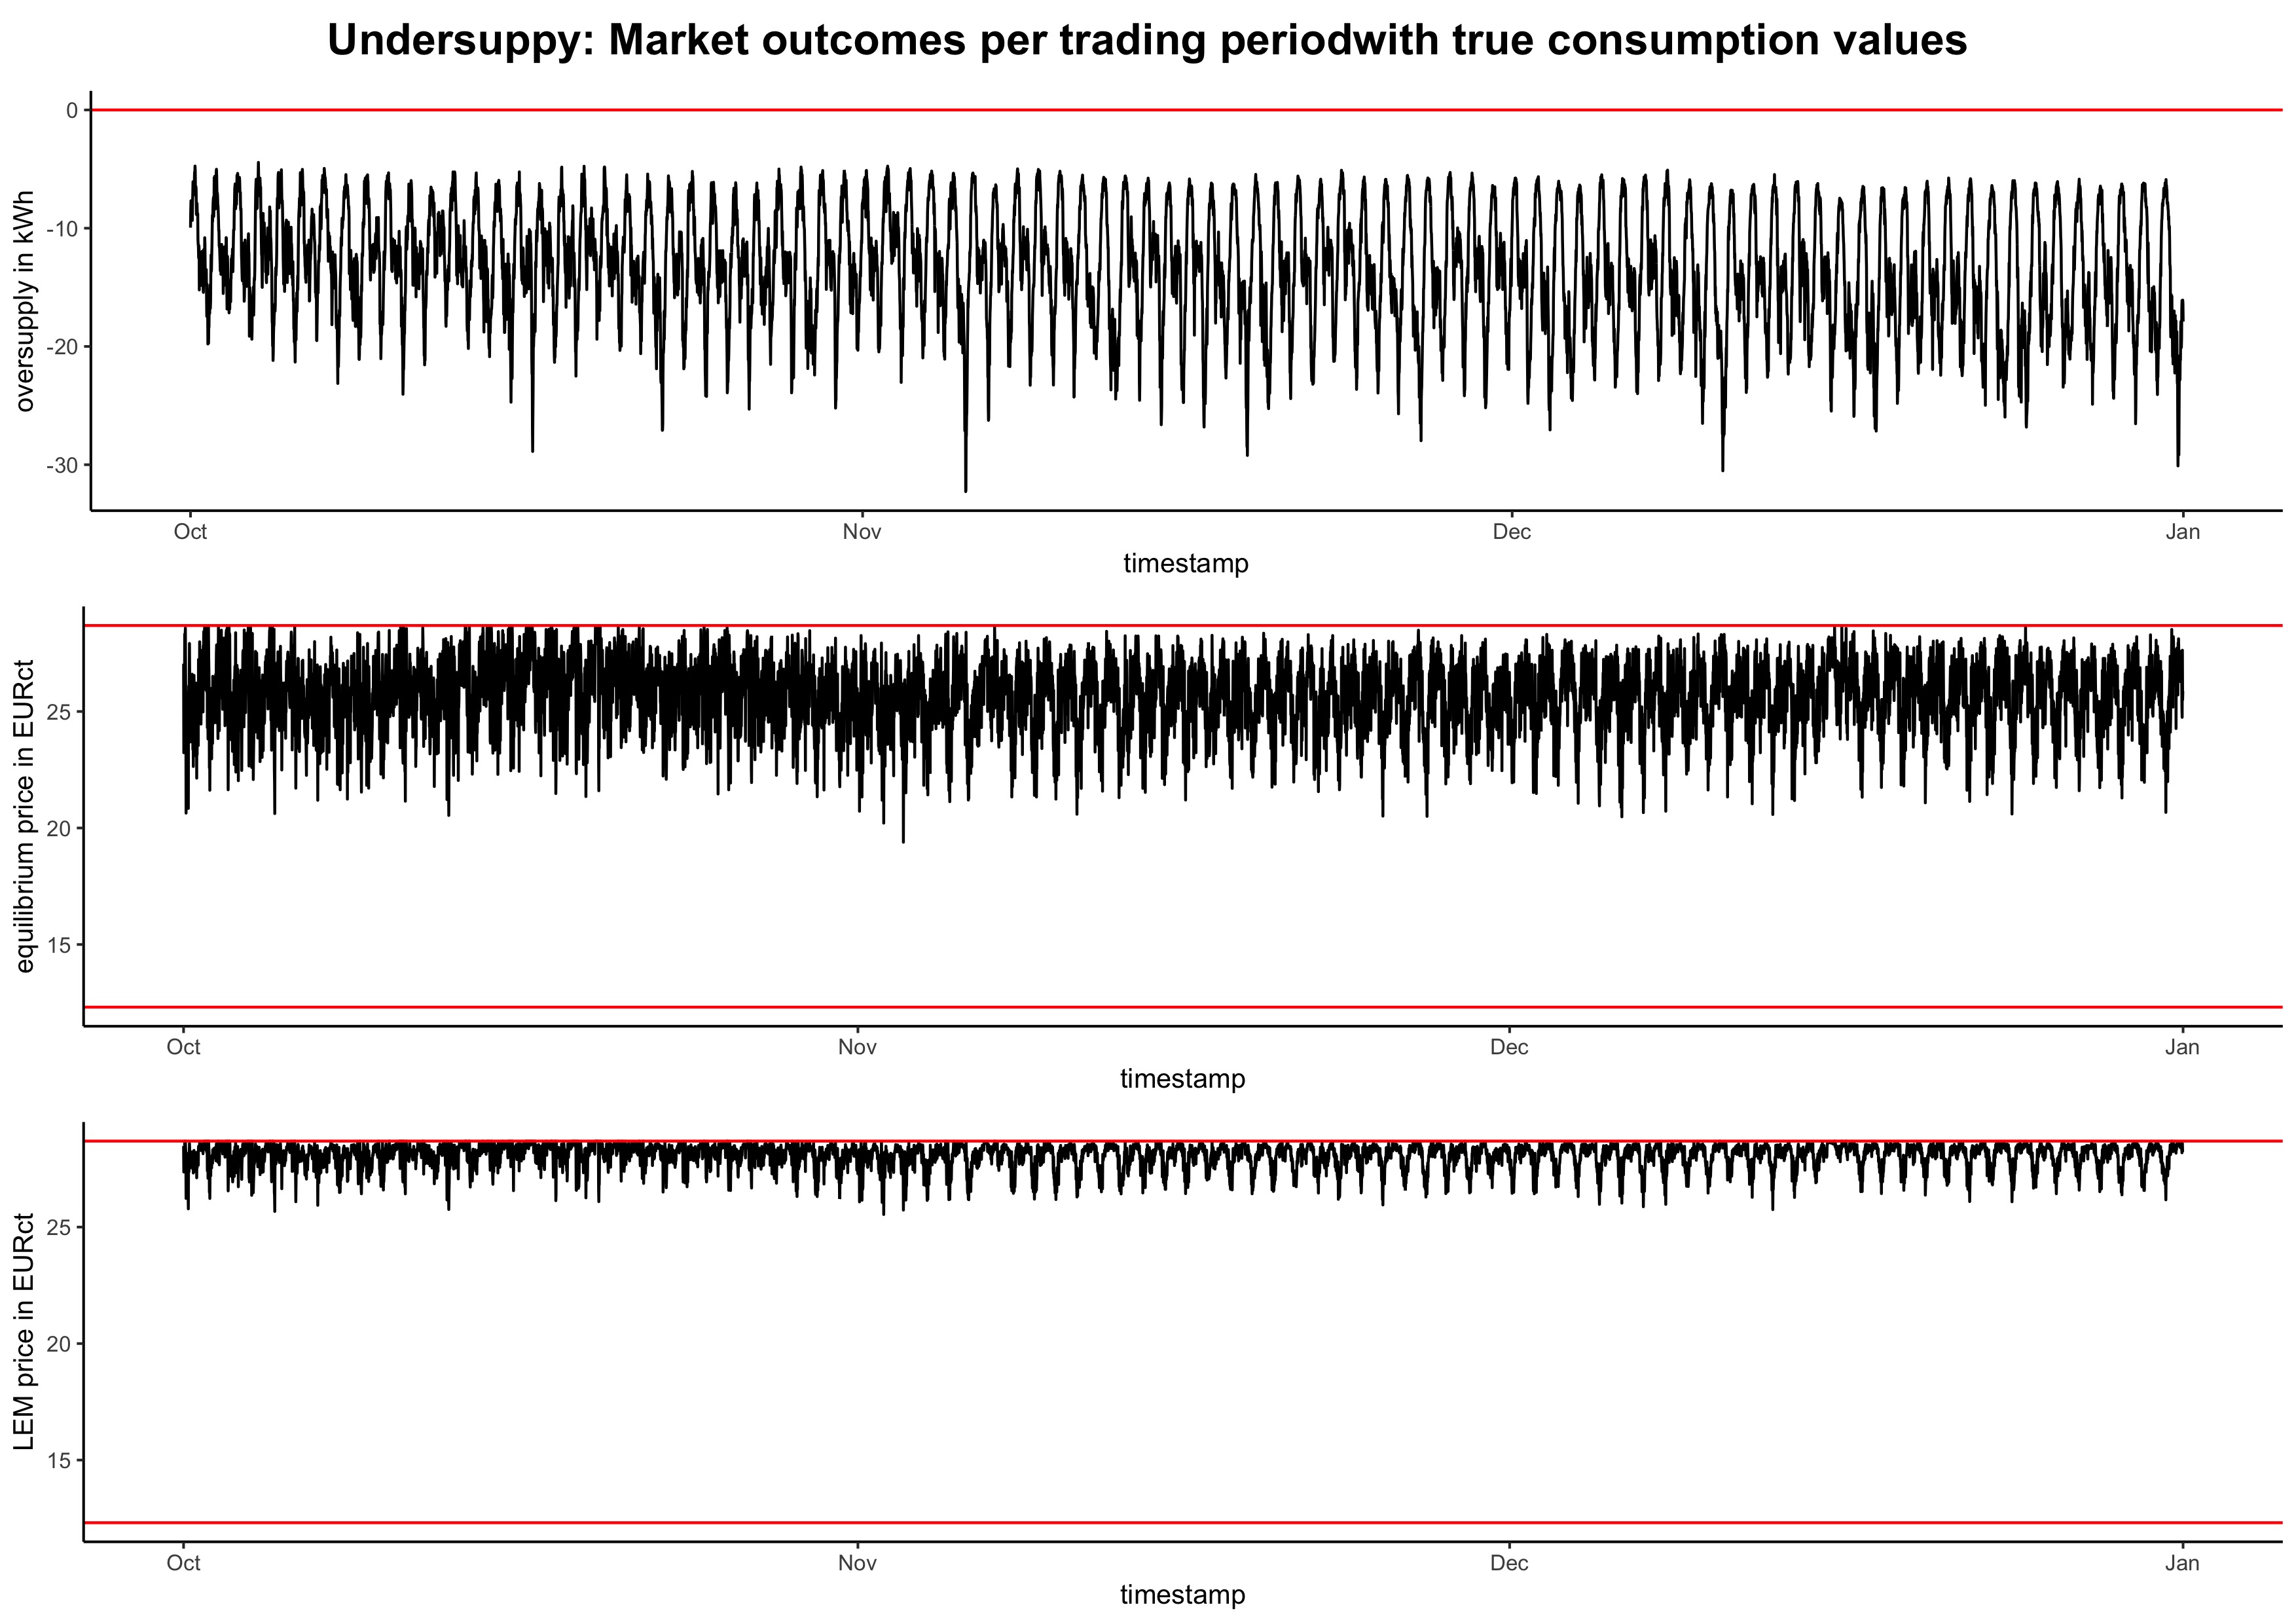 Undersuppy: Market outcomes per trading periodwith true consumption values
oversupply in kWh
0
-10
-20
-30
Oct Nov Dec Jan
timestamp
equilibrium price in EURct
25
20
15
Oct Nov Dec Jan
timestamp
LEM price in EURct
25
20
15
Oct Nov Dec Jan
timestamp